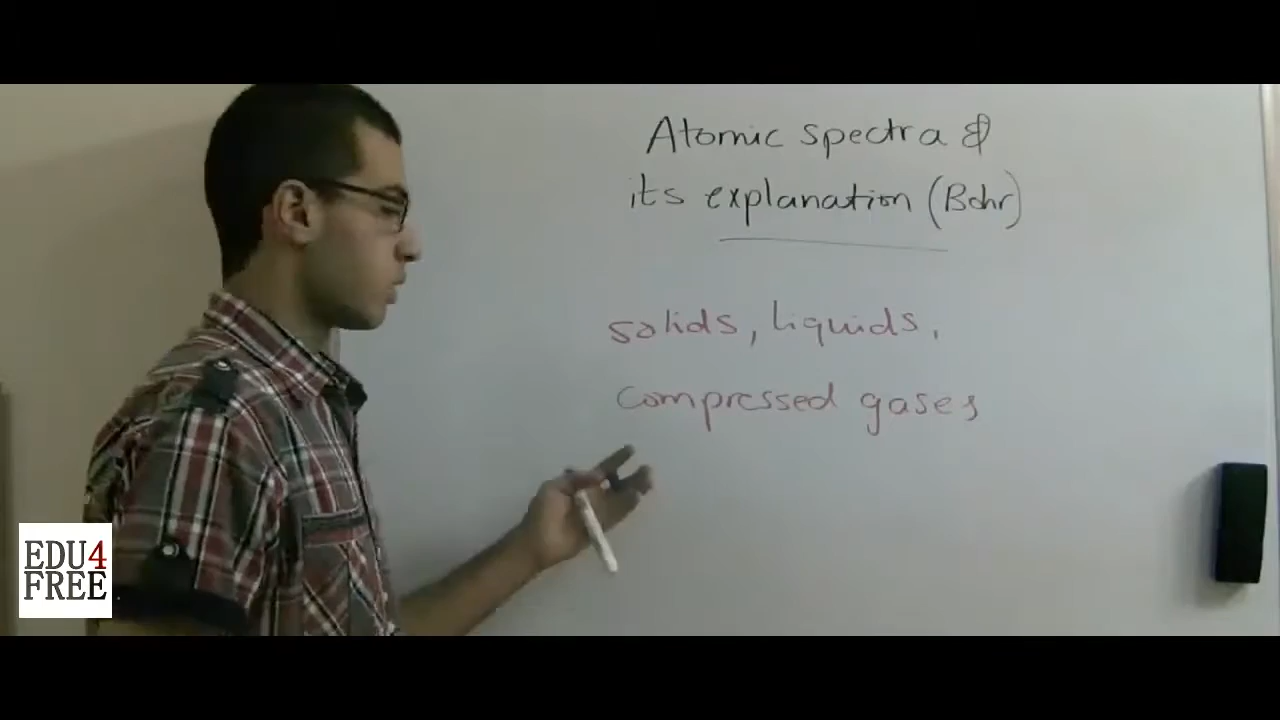 Atomic spectra &
its explanation (Bohr)
solids, liquids,
compressed gases
EDU4
FREE